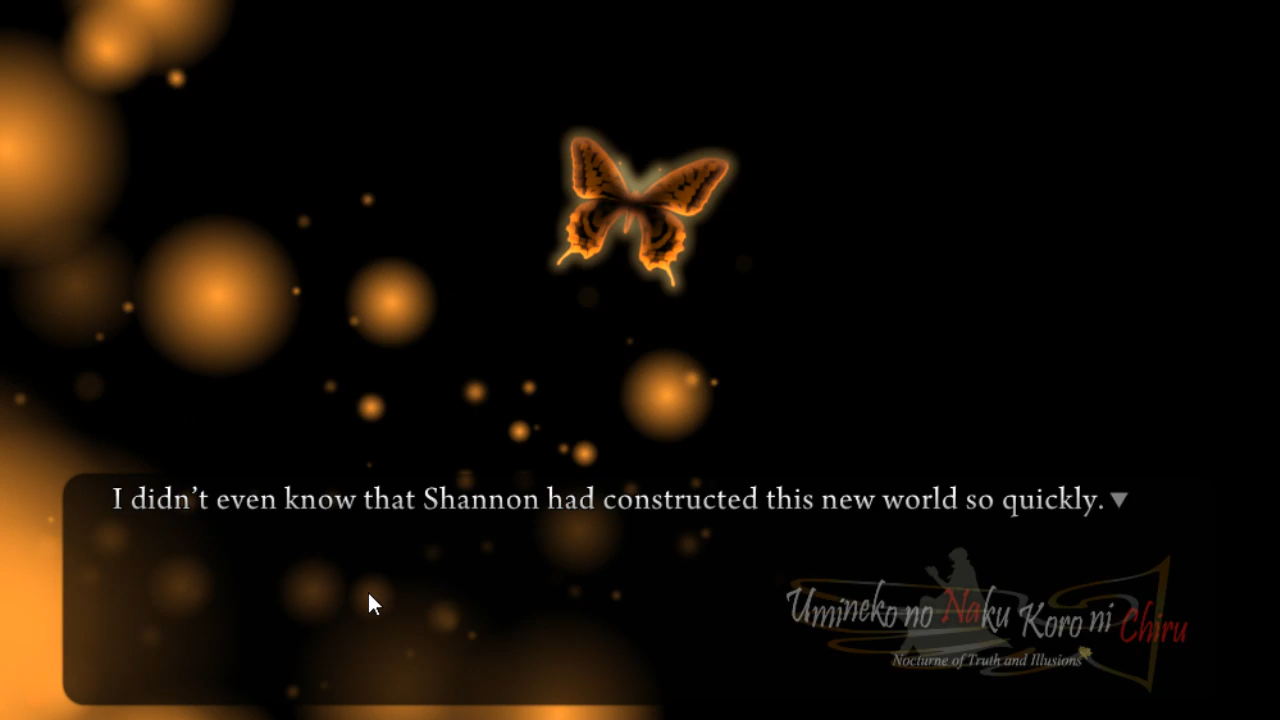 I didn’t even know that Shannon had constructed this new world so quickly.
Umineko no Naku Koro ni Chiru
Nocturne of Truth and Illusions